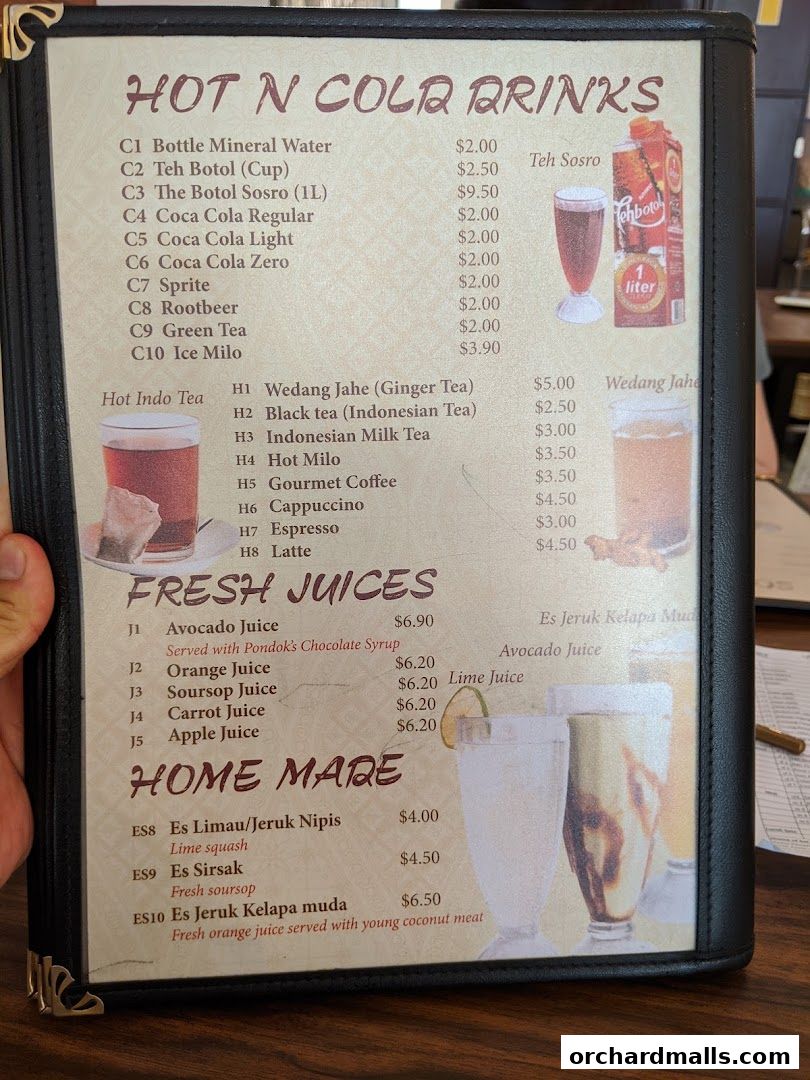 HOT N COLD DRINKS
C1 Bottle Mineral Water $2.00
C2 Teh Botol (Cup) $2.50
C3 The Botol Sosro (1L) $9.50
C4 Coca Cola Regular $2.00
C5 Coca Cola Light $2.00
C6 Coca Cola Zero $2.00
C7 Sprite $2.00
C8 Rootbeer $2.00
C9 Green Tea $2.00
C10 Ice Milo $3.90
Teh Sosro
Tehbotol
1
liter
Hot Indo Tea
H1 Wedang Jahe (Ginger Tea) $5.00
H2 Black tea (Indonesian Tea) $2.50
H3 Indonesian Milk Tea $3.00
H4 Hot Milo $3.50
H5 Gourmet Coffee $3.50
H6 Cappuccino $4.50
H7 Espresso $3.00
H8 Latte $4.50
Wedang Jahe
FRESH JUICES
J1 Avocado Juice $6.90
Served with Pondok's Chocolate Syrup
J2 Orange Juice $6.20
J3 Soursop Juice $6.20
J4 Carrot Juice $6.20
J5 Apple Juice $6.20
Es Jeruk Kelapa Mud
Avocado Juice
Lime Juice
HOME MADE
ES8 Es Limau/Jeruk Nipis $4.00
Lime squash
ES9 Es Sirsak $4.50
Fresh soursop
ES10 Es Jeruk Kelapa muda $6.50
Fresh orange juice served with young coconut meat
orchardmalls.com